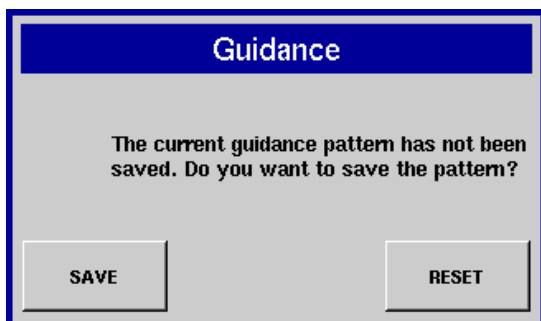 Guidance
The current guidance pattern has not been
saved. Do you want to save the pattern?
SAVE
RESET